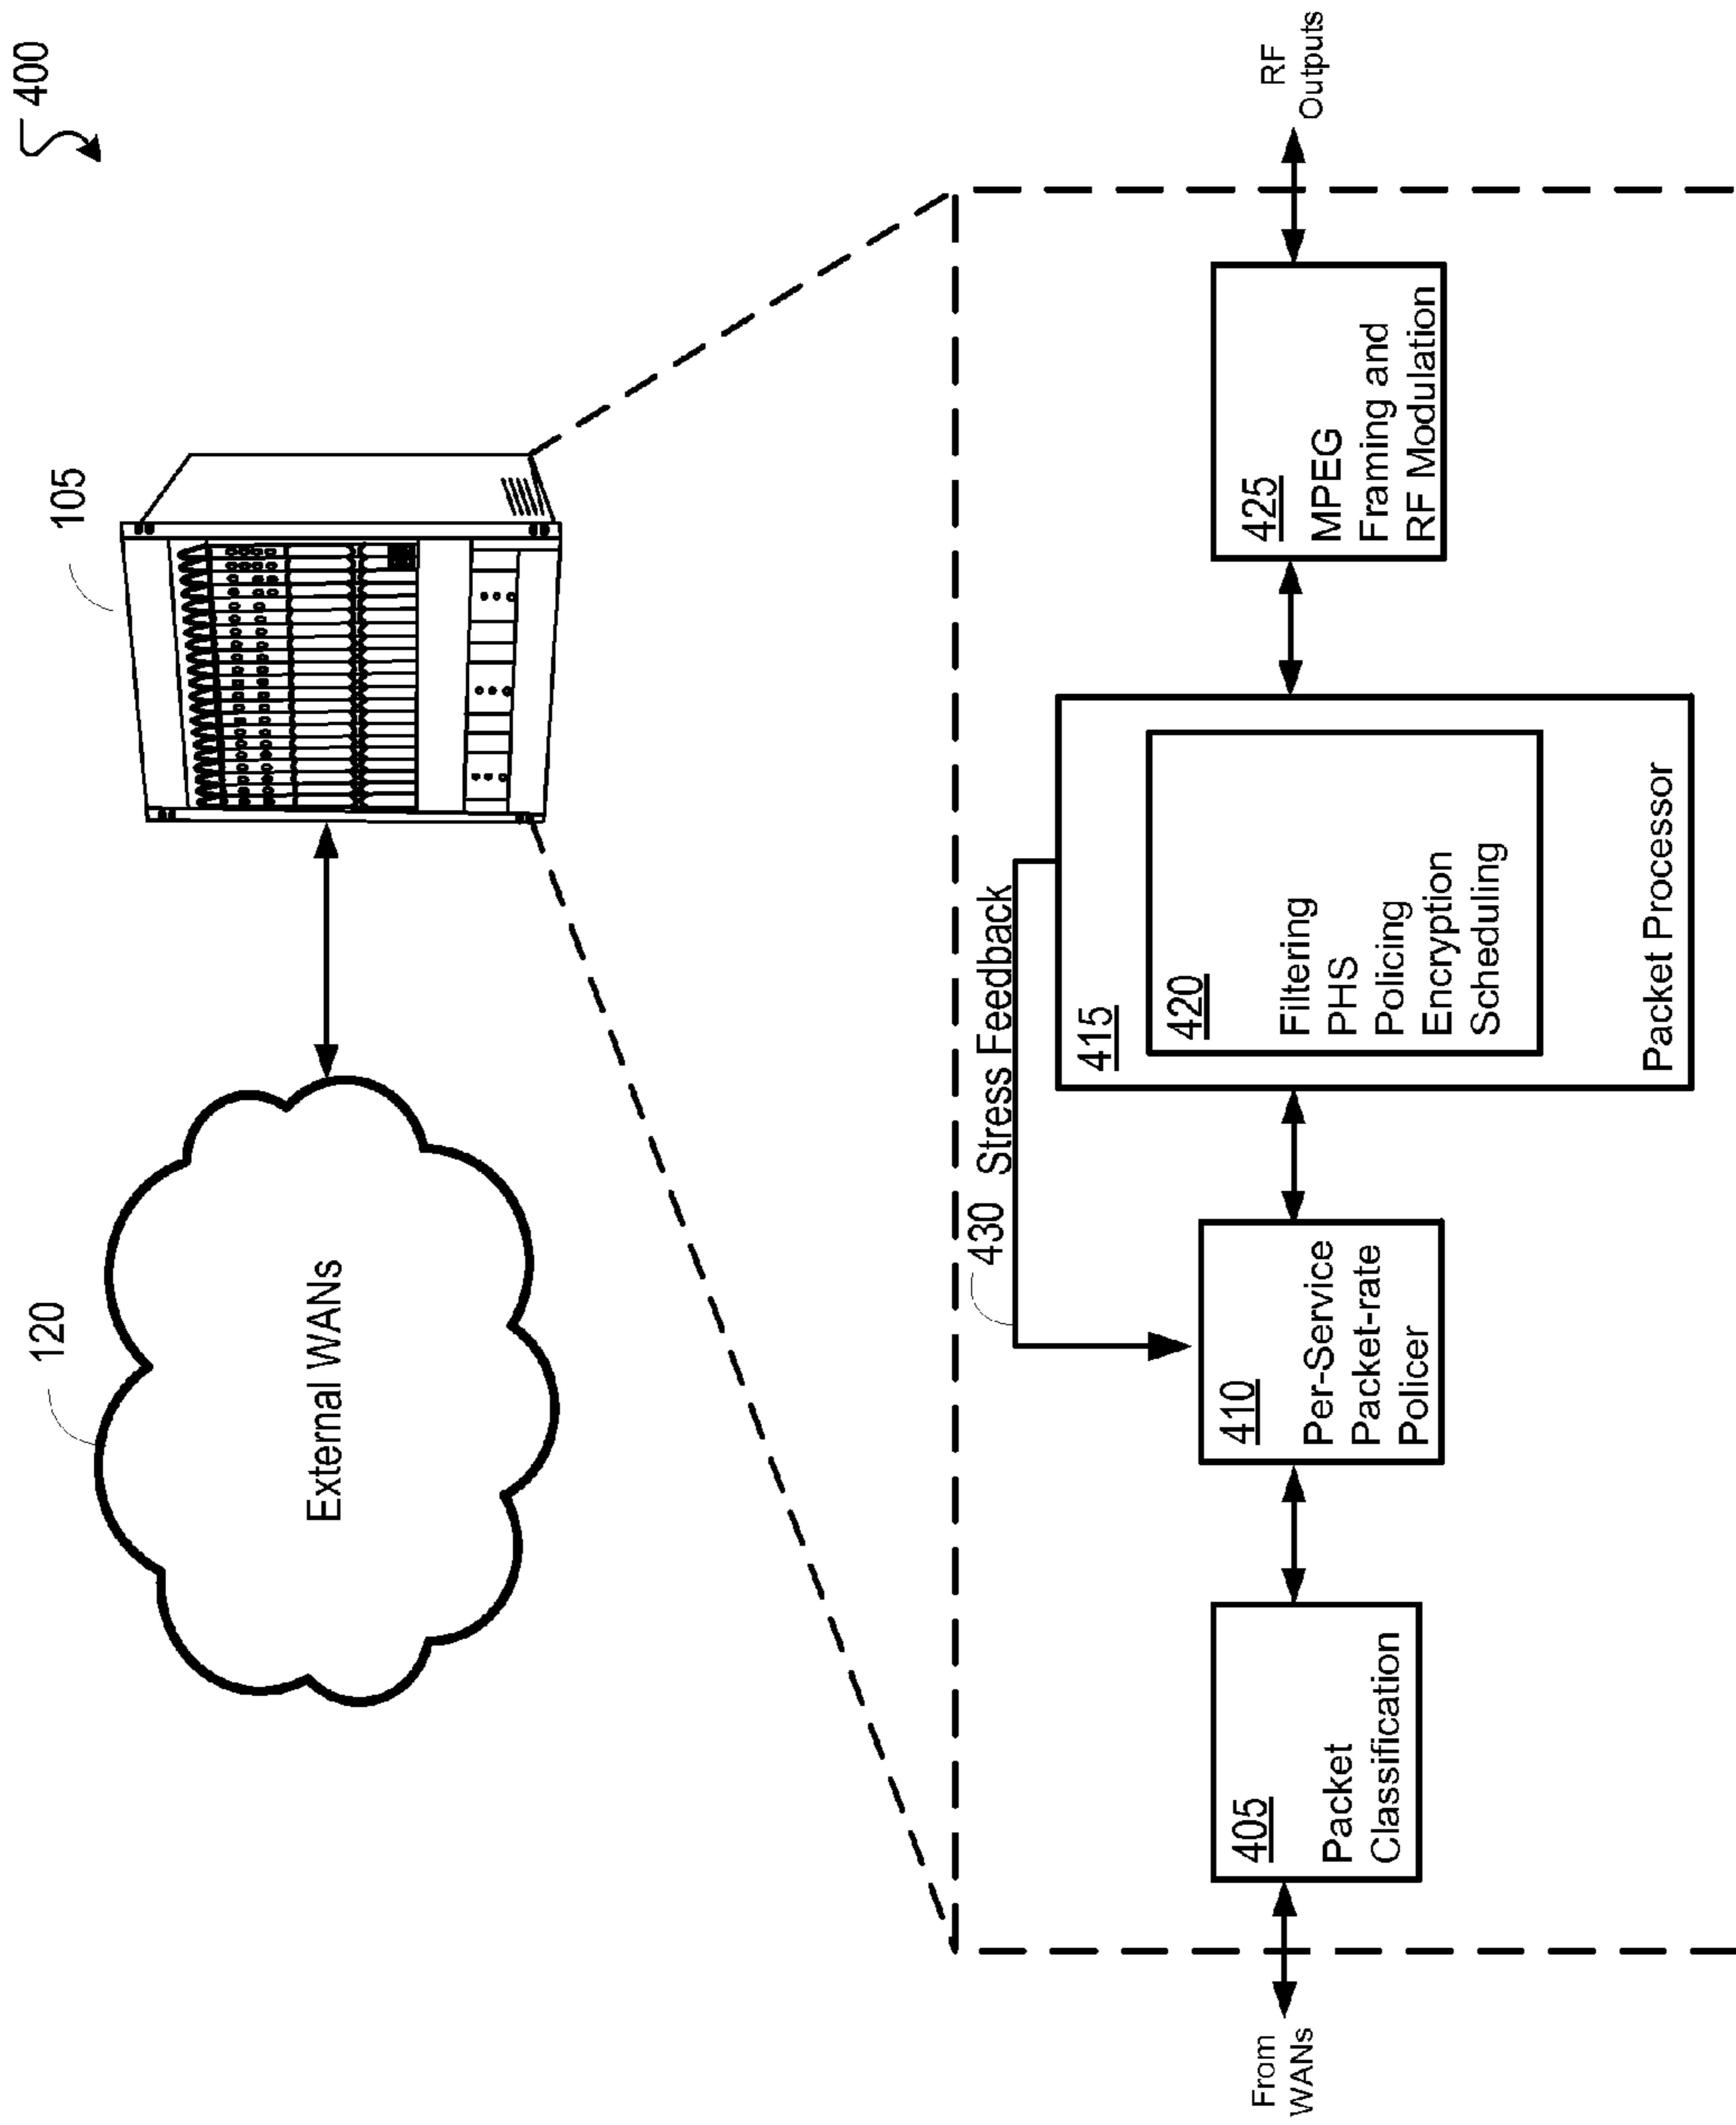 400
105
120
External WANs
430 Stress Feedback
From
WANs
405
Packet
Classification
410
Per-Service
Packet-rate
Policer
415
420
Filtering
PHS
Policing
Encryption
Scheduling
Packet Processor
425
MPEG
Framing and
RF Modulation
RF
Outputs